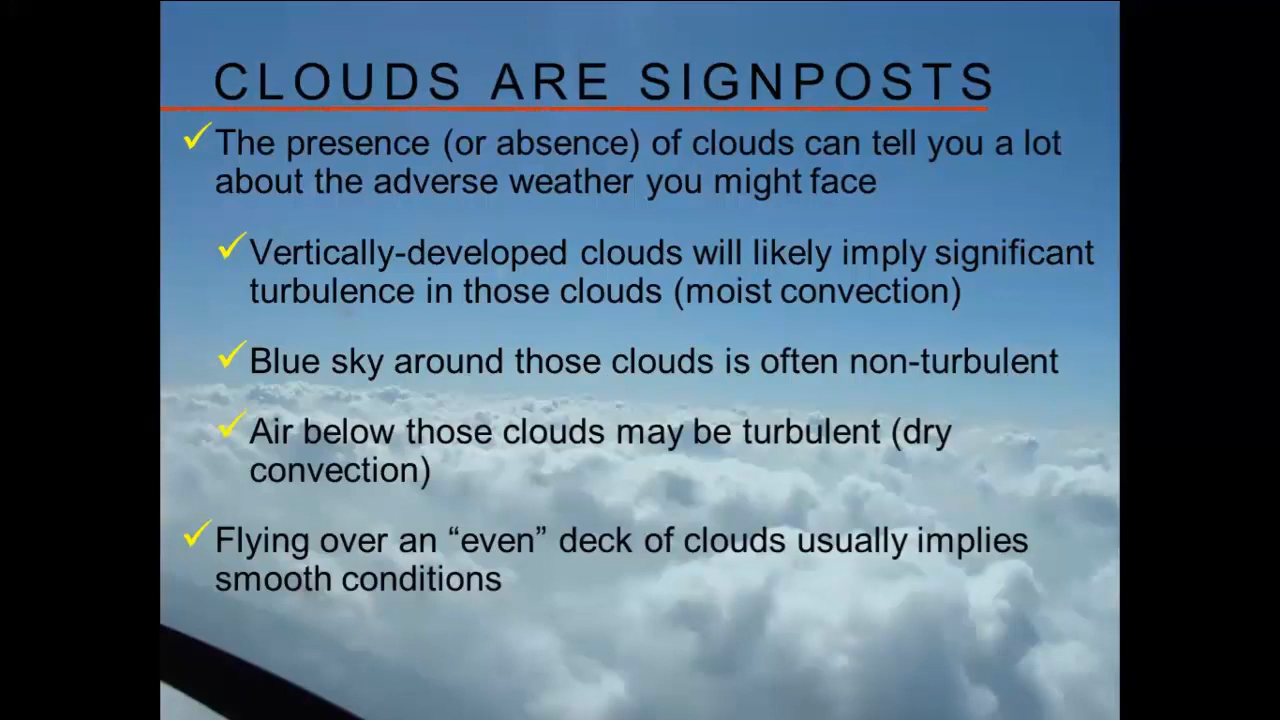 CLOUDS ARE SIGNPOSTS
The presence (or absence) of clouds can tell you a lot
about the adverse weather you might face
Vertically-developed clouds will likely imply significant
turbulence in those clouds (moist convection)
Blue sky around those clouds is often non-turbulent
Air below those clouds may be turbulent (dry
convection)
Flying over an “even” deck of clouds usually implies
smooth conditions